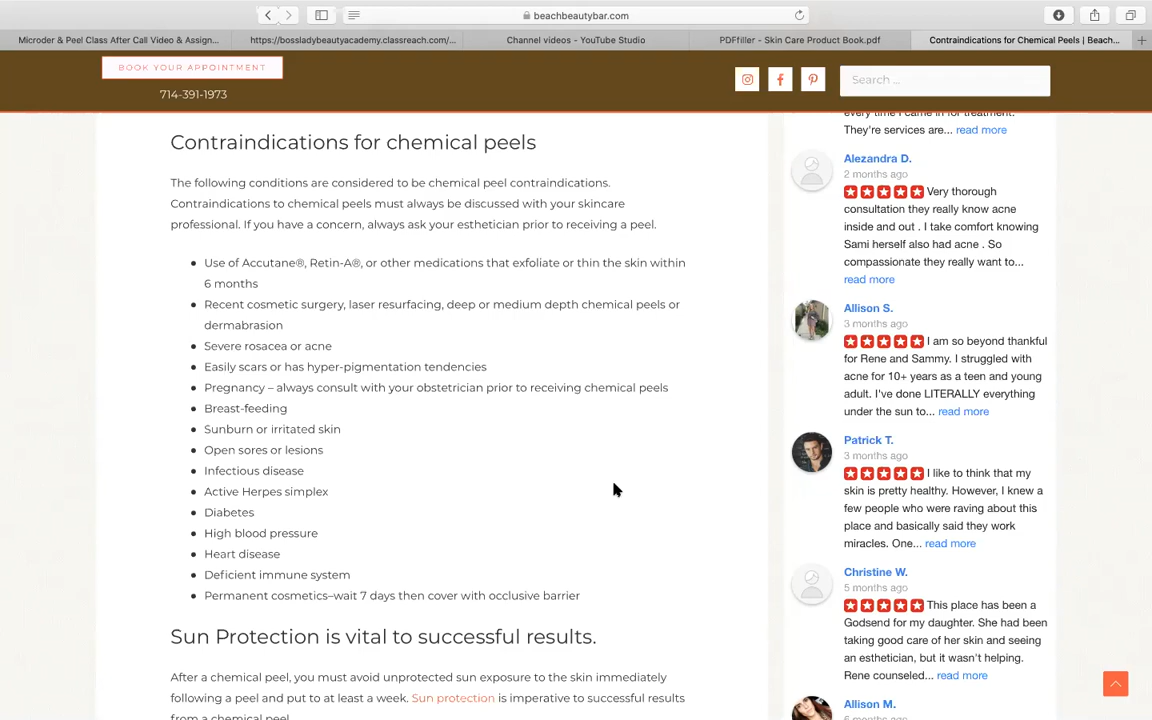 beachbeautybar.com
Microder & Peel Class After Call Video & Assign...
https://bossladybeautyacademy.classreach.com/...
Channel videos - YouTube Studio
PDFfiller - Skin Care Product Book.pdf
Contraindications for Chemical Peels | Beach...
BOOK YOUR APPOINTMENT
714-391-1973
Search ...
Contraindications for chemical peels
The following conditions are considered to be chemical peel contraindications.
Contraindications to chemical peels must always be discussed with your skincare
professional. If you have a concern, always ask your esthetician prior to receiving a peel.
Use of Accutane®, Retin-A®, or other medications that exfoliate or thin the skin within
6 months
Recent cosmetic surgery, laser resurfacing, deep or medium depth chemical peels or
dermabrasion
Severe rosacea or acne
Easily scars or has hyper-pigmentation tendencies
Pregnancy – always consult with your obstetrician prior to receiving chemical peels
Breast-feeding
Sunburn or irritated skin
Open sores or lesions
Infectious disease
Active Herpes simplex
Diabetes
High blood pressure
Heart disease
Deficient immune system
Permanent cosmetics–wait 7 days then cover with occlusive barrier
Sun Protection is vital to successful results.
After a chemical peel, you must avoid unprotected sun exposure to the skin immediately
following a peel and put to at least a week. Sun protection is imperative to successful results
from a chemical peel.
every time I came in for treatment.
They're services are... read more
Alezandra D.
2 months ago
Very thorough
consultation they really know acne
inside and out . I take comfort knowing
Sami herself also had acne . So
compassionate they really want to...
read more
Allison S.
3 months ago
I am so beyond thankful
for Rene and Sammy. I struggled with
acne for 10+ years as a teen and young
adult. I've done LITERALLY everything
under the sun to... read more
Patrick T.
3 months ago
I like to think that my
skin is pretty healthy. However, I knew a
few people who were raving about this
place and basically said they work
miracles. One... read more
Christine W.
5 months ago
This place has been a
Godsend for my daughter. She had been
taking good care of her skin and seeing
an esthetician, but it wasn't helping.
Rene counseled... read more
Allison M.
6 months ago